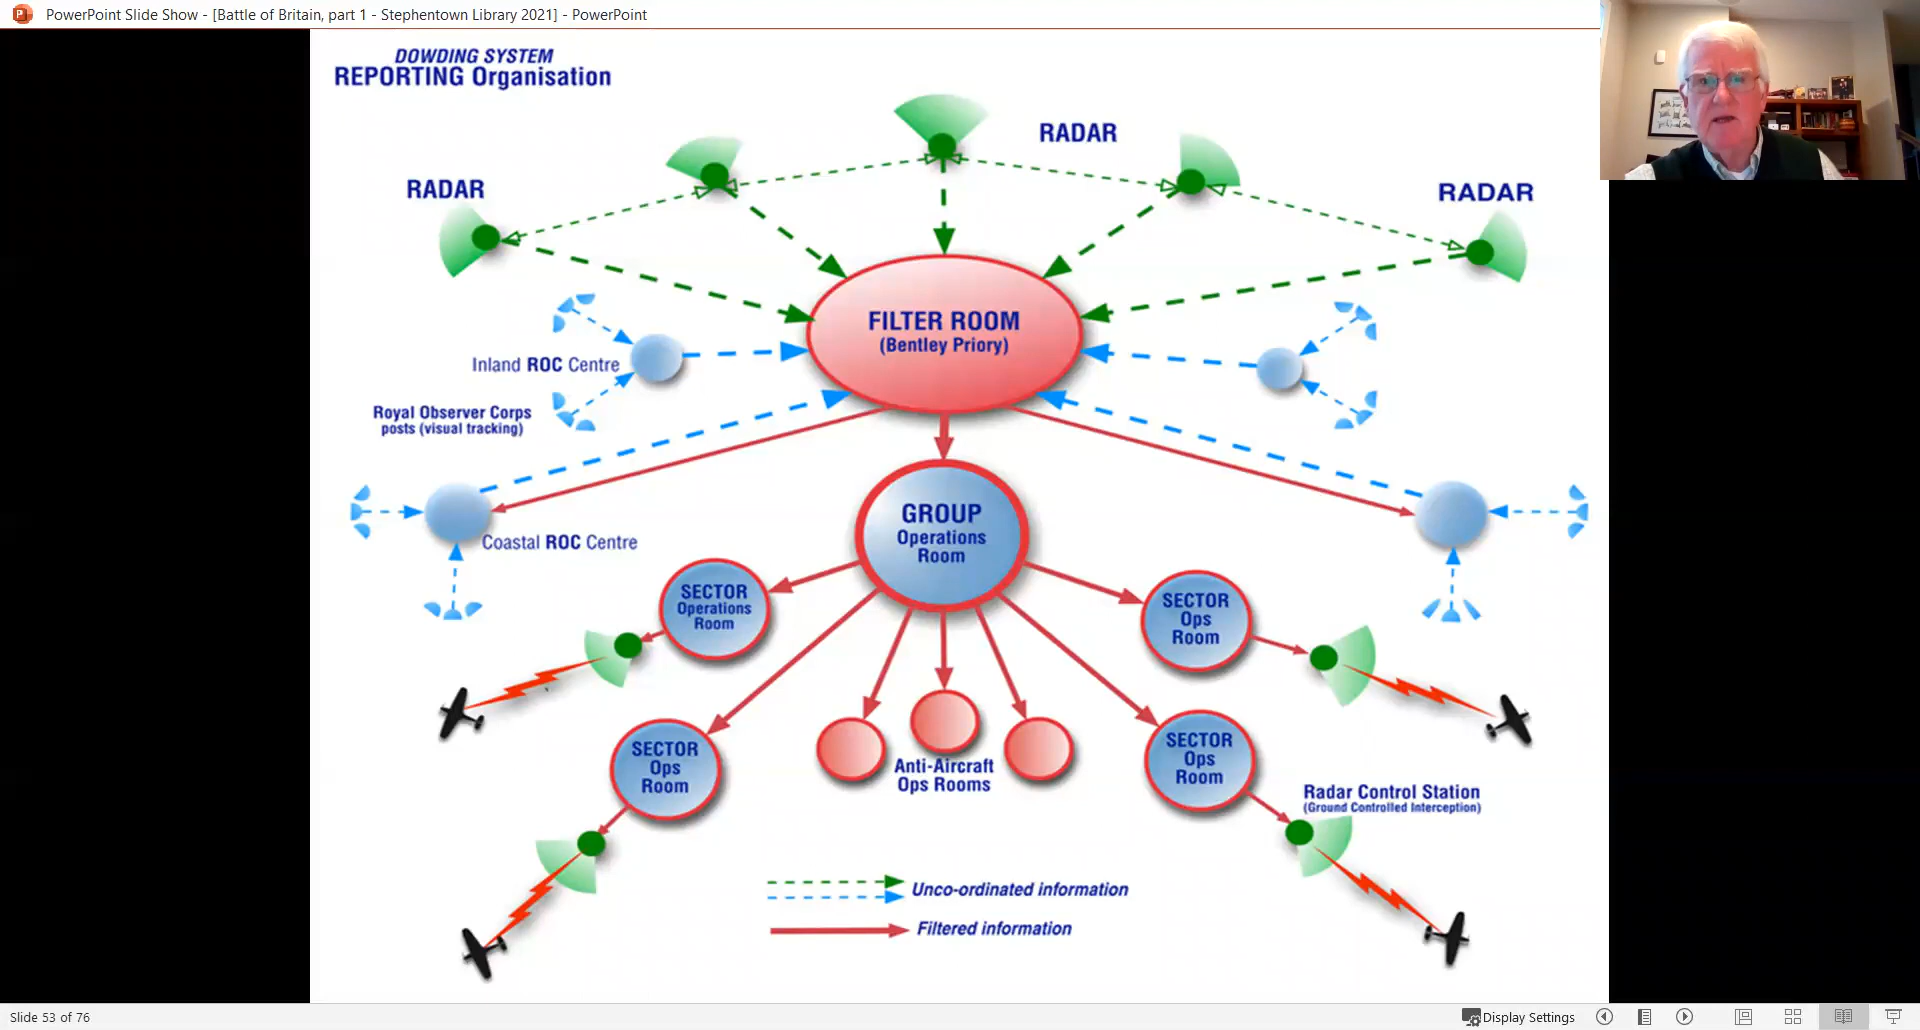 PowerPoint Slide Show - [Battle of Britain, part 1 - Stephentown Library 2021] - PowerPoint
DOWDING SYSTEM
REPORTING Organisation
RADAR
RADAR
RADAR
FILTER ROOM
(Bentley Priory)
Inland ROC Centre
Royal Observer Corps
posts (visual tracking)
GROUP
Operations
Room
Coastal ROC Centre
SECTOR
Operations
Room
SECTOR
Ops
Room
SECTOR
Ops
Room
Anti-Aircraft
Ops Rooms
SECTOR
Ops
Room
Radar Control Station
(Ground Controlled Interception)
Unco-ordinated information
Filtered information
Slide 53 of 76
Display Settings